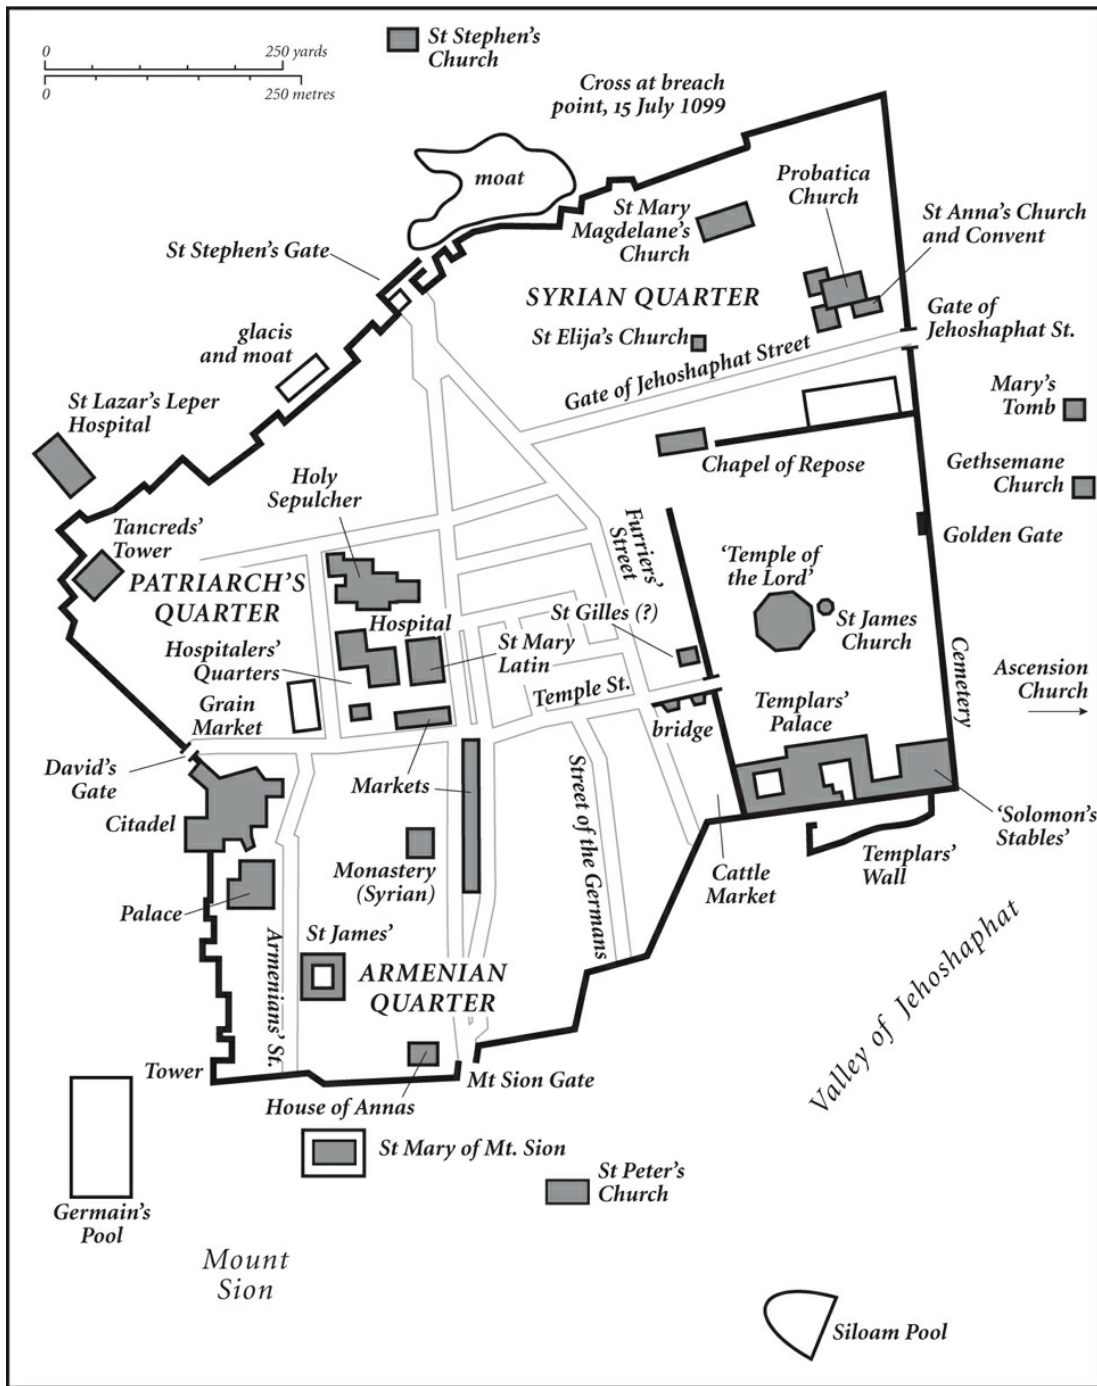 0 250 yards
0 250 metres
St Stephen's
Church
Cross at breach
point, 15 July 1099
moat
Probatica
Church
St Mary
Magdelane's
Church
St Anna's Church
and Convent
St Stephen's Gate
SYRIAN QUARTER
glacis
and moat
St Elija's Church
Gate of Jehoshaphat Street
Gate of
Jehoshaphat St.
St Lazar's Leper
Hospital
Mary's
Tomb
Chapel of Repose
Gethsemane
Church
Holy
Sepulcher
Tancreds'
Tower
Furriers'
Street
Golden Gate
'Temple of
the Lord'
PATRIARCH'S
QUARTER
St Gilles (?)
St James
Church
Hospital
Hospitalers'
Quarters
St Mary
Latin
Cemetery
Ascension
Church
Grain
Market
Temple St.
Templars'
Palace
bridge
David's
Gate
Markets
Citadel
Street of the Germans
'Solomon's
Stables'
Monastery
(Syrian)
Cattle
Market
Templars'
Wall
Palace
Armenians' St.
St James'
ARMENIAN
QUARTER
Valley of Jehoshaphat
Tower
Mt Sion Gate
House of Annas
St Mary of Mt. Sion
St Peter's
Church
Germain's
Pool
Mount
Sion
Siloam Pool